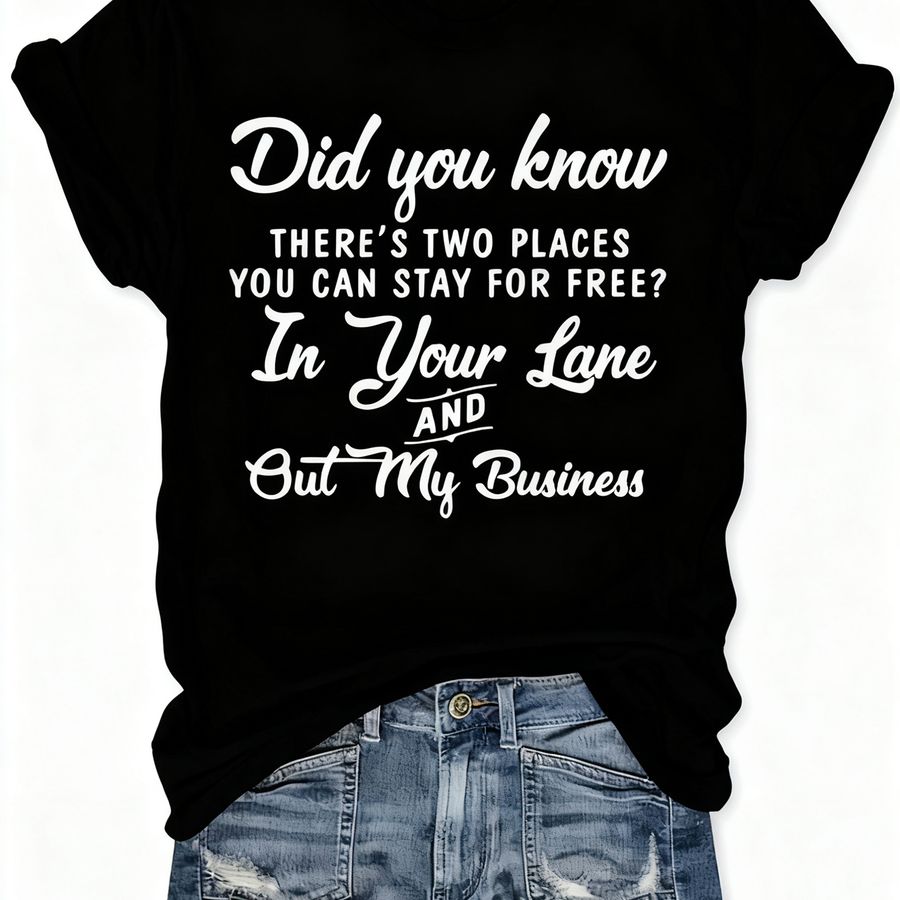 Did you know
THERE'S TWO PLACES
YOU CAN STAY FOR FREE?
In Your Lane
AND
Out My Business